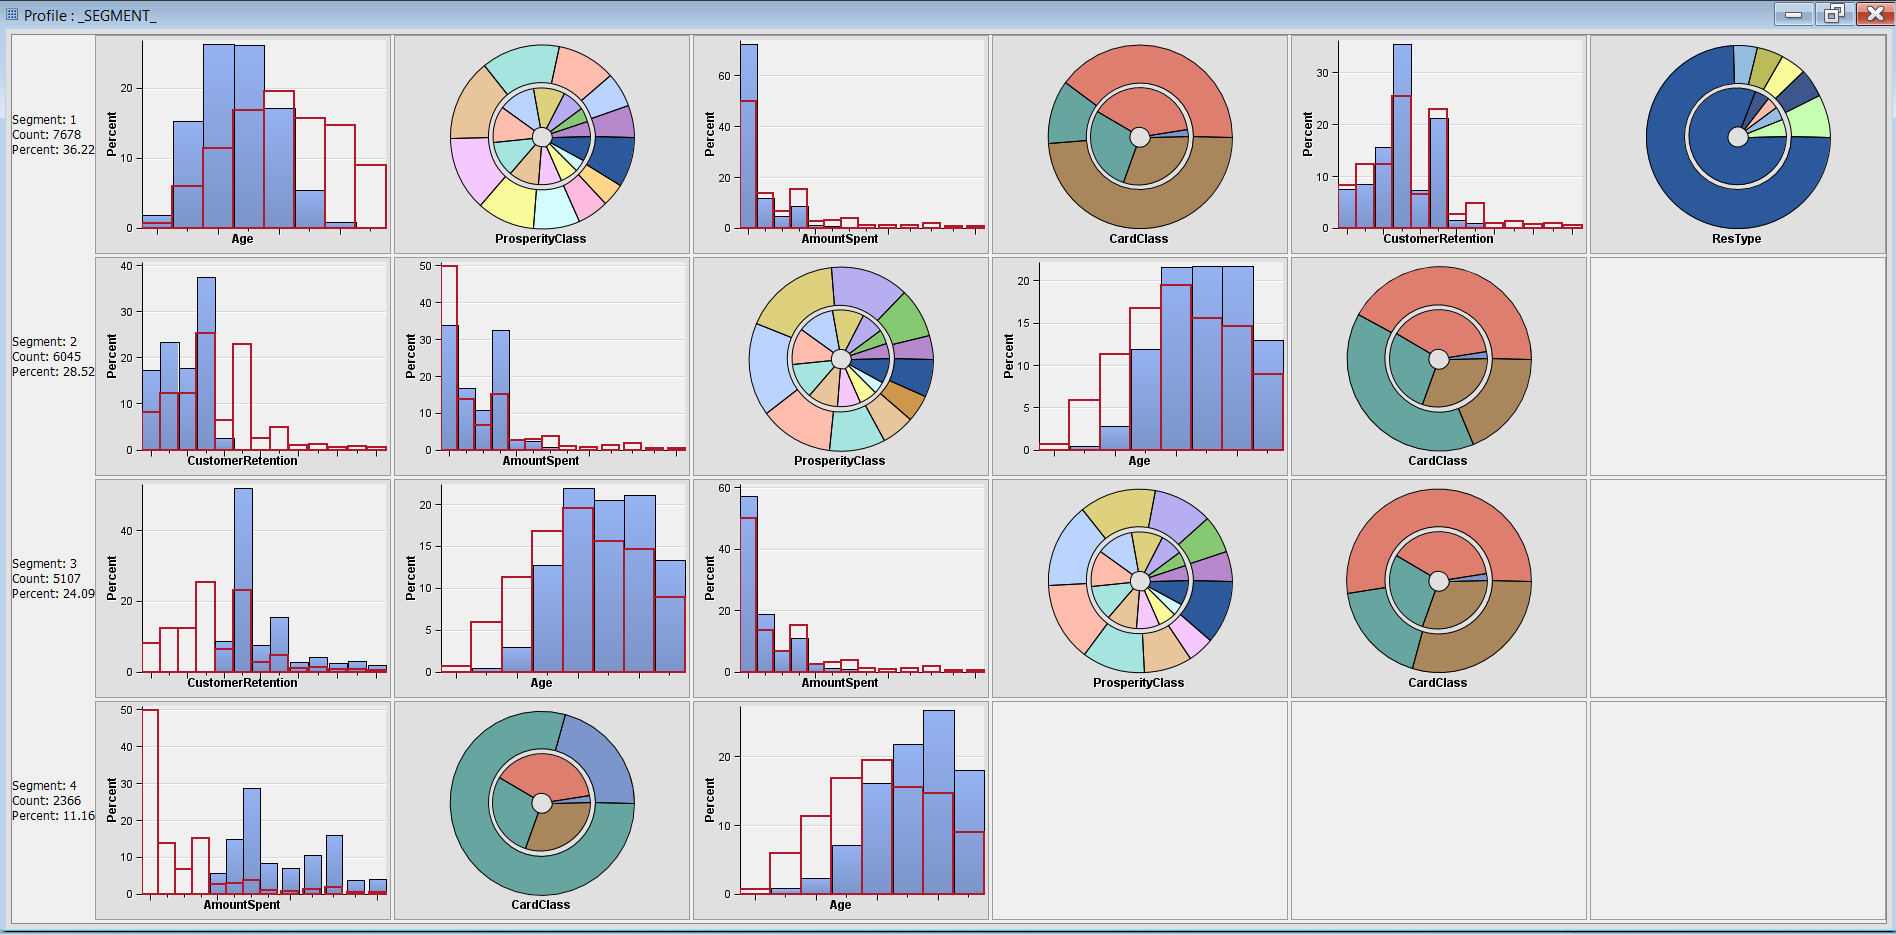 Profile : _SEGMENT_
Segment: 1
Count: 7678
Percent: 36.22
Percent
20
10
0
Age
ProsperityClass
Percent
60
40
20
0
AmountSpent
CardClass
Percent
30
20
10
0
CustomerRetention
ResType
Segment: 2
Count: 6045
Percent: 28.52
Percent
40
30
20
10
0
CustomerRetention
Percent
50
40
30
20
10
0
AmountSpent
ProsperityClass
Percent
20
15
10
5
0
Age
CardClass
Segment: 3
Count: 5107
Percent: 24.09
Percent
40
20
0
CustomerRetention
Percent
20
15
10
5
0
Age
Percent
60
40
20
0
AmountSpent
ProsperityClass
CardClass
Segment: 4
Count: 2366
Percent: 11.16
Percent
50
40
30
20
10
0
AmountSpent
CardClass
Percent
20
10
0
Age